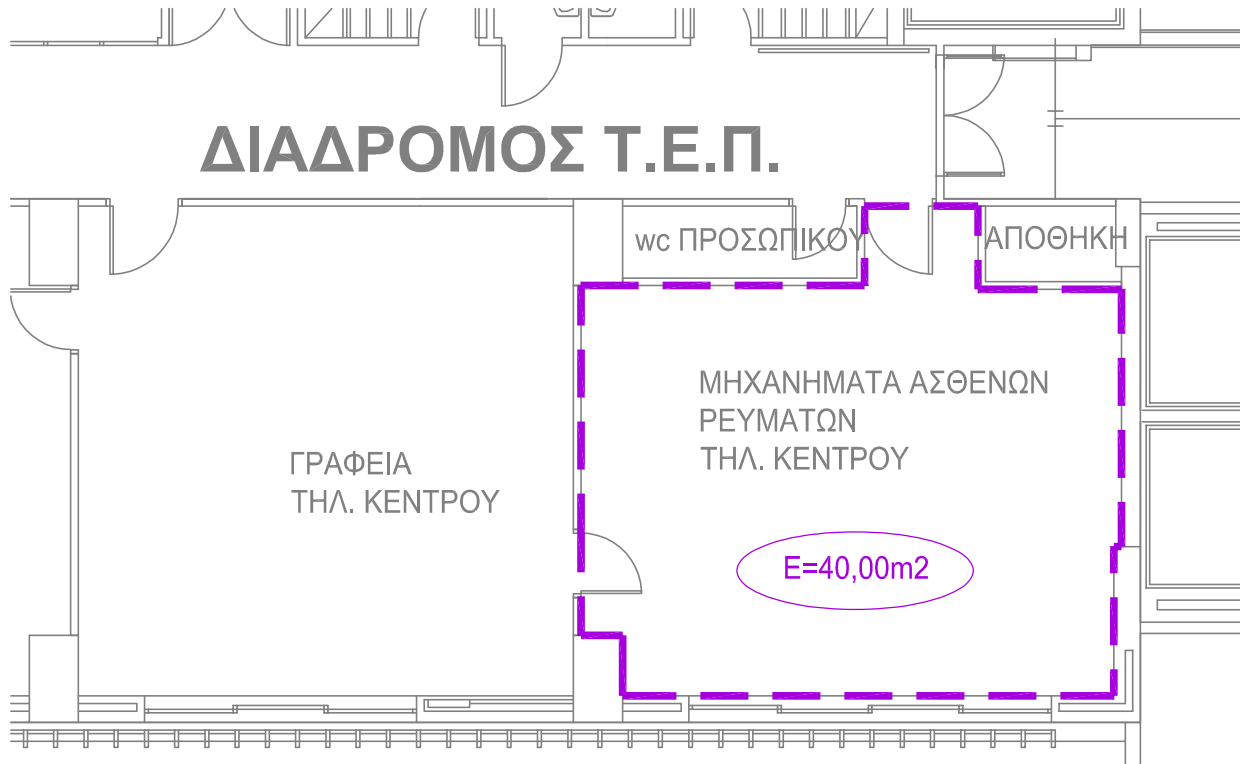 ΔΙΑΔΡΟΜΟΣ Τ.Ε.Π.
wc ΠΡΟΣΩΠΙΚΟΥ
ΑΠΟΘΗΚΗ
ΜΗΧΑΝΗΜΑΤΑ ΑΣΘΕΝΩΝ
ΡΕΥΜΑΤΩΝ
ΤΗΛ. ΚΕΝΤΡΟΥ
ΓΡΑΦΕΙΑ
ΤΗΛ. ΚΕΝΤΡΟΥ
Ε=40,00m2